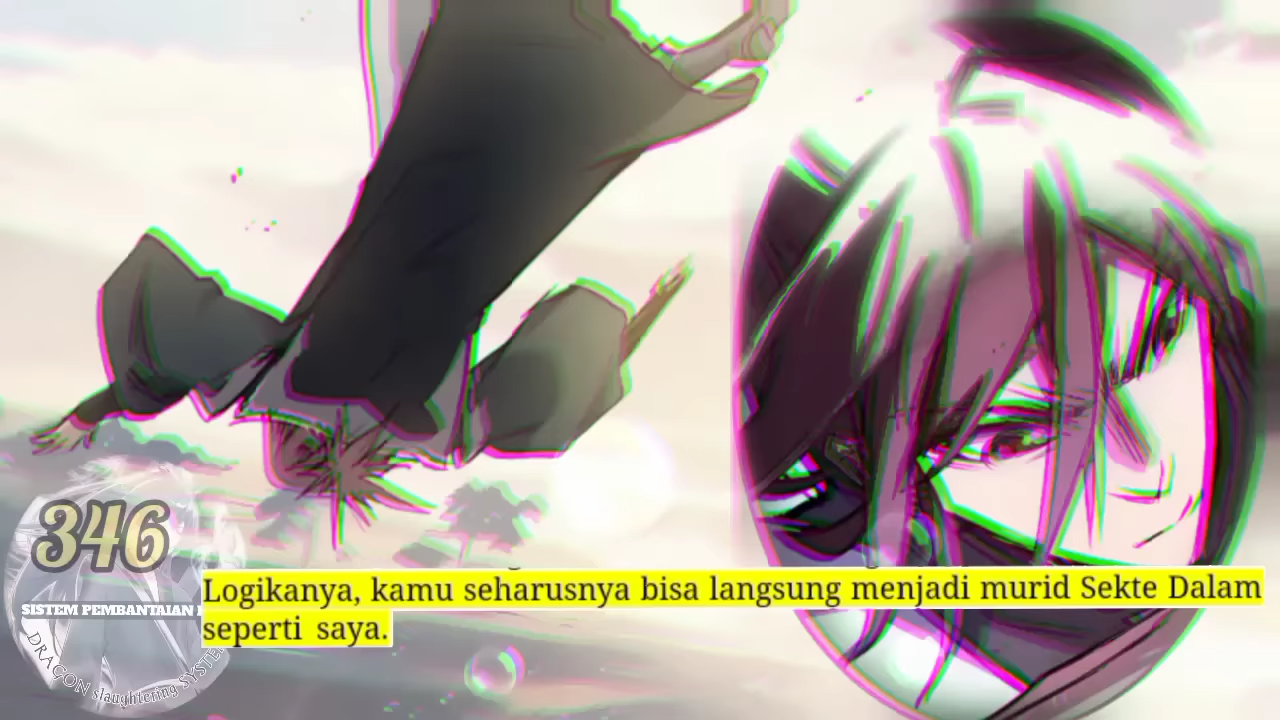 346
SISTEM PEMBANTAIAN
DRAGON slaughtering SYSTEM
Logikanya, kamu seharusnya bisa langsung menjadi murid Sekte Dalam
seperti saya.